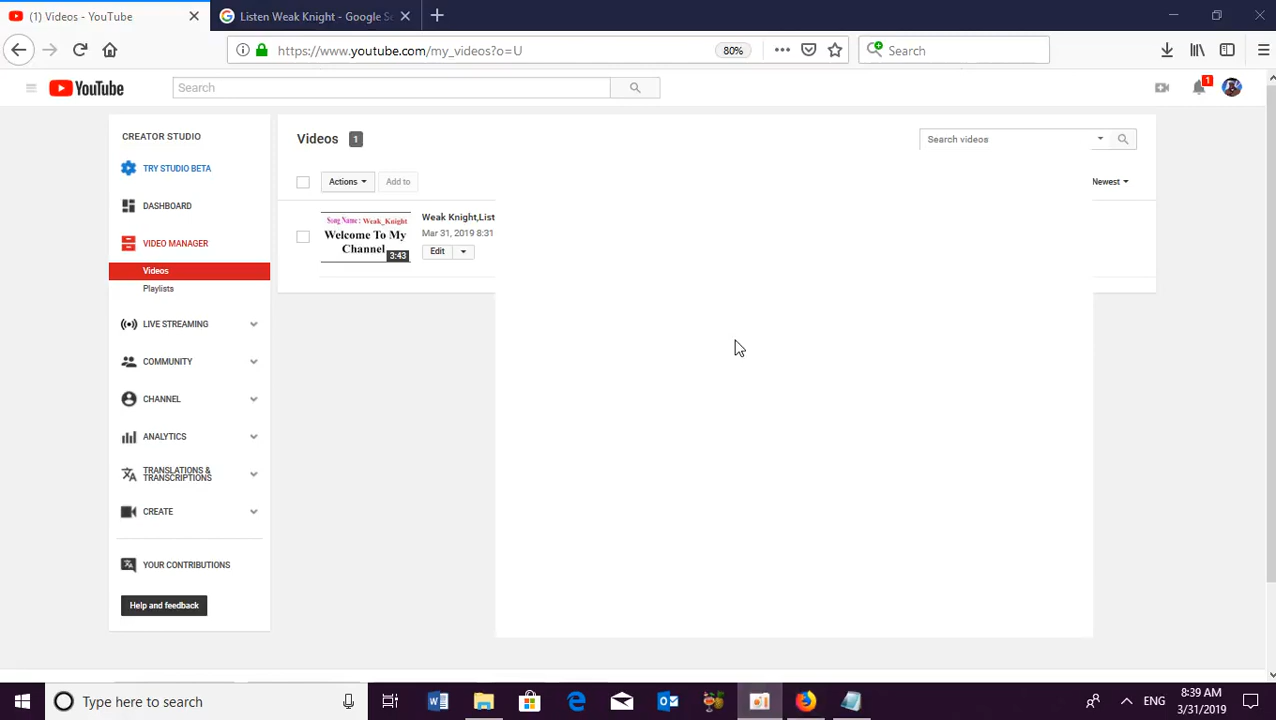 (1) Videos - YouTube
Listen Weak Knight - Google Se
https://www.youtube.com/my_videos?o=U
80%
Search
YouTube
Search
1
CREATOR STUDIO
TRY STUDIO BETA
DASHBOARD
VIDEO MANAGER
Videos
Playlists
LIVE STREAMING
COMMUNITY
CHANNEL
ANALYTICS
TRANSLATIONS &
TRANSCRIPTIONS
CREATE
YOUR CONTRIBUTIONS
Help and feedback
Videos 1
Search videos
Actions
Add to
Newest
Song Name: Weak_Knight
Welcome To My
Channel
3:43
Weak Knight,List
Mar 31, 2019 8:31
Edit
Type here to search
ENG
8:39 AM
3/31/2019